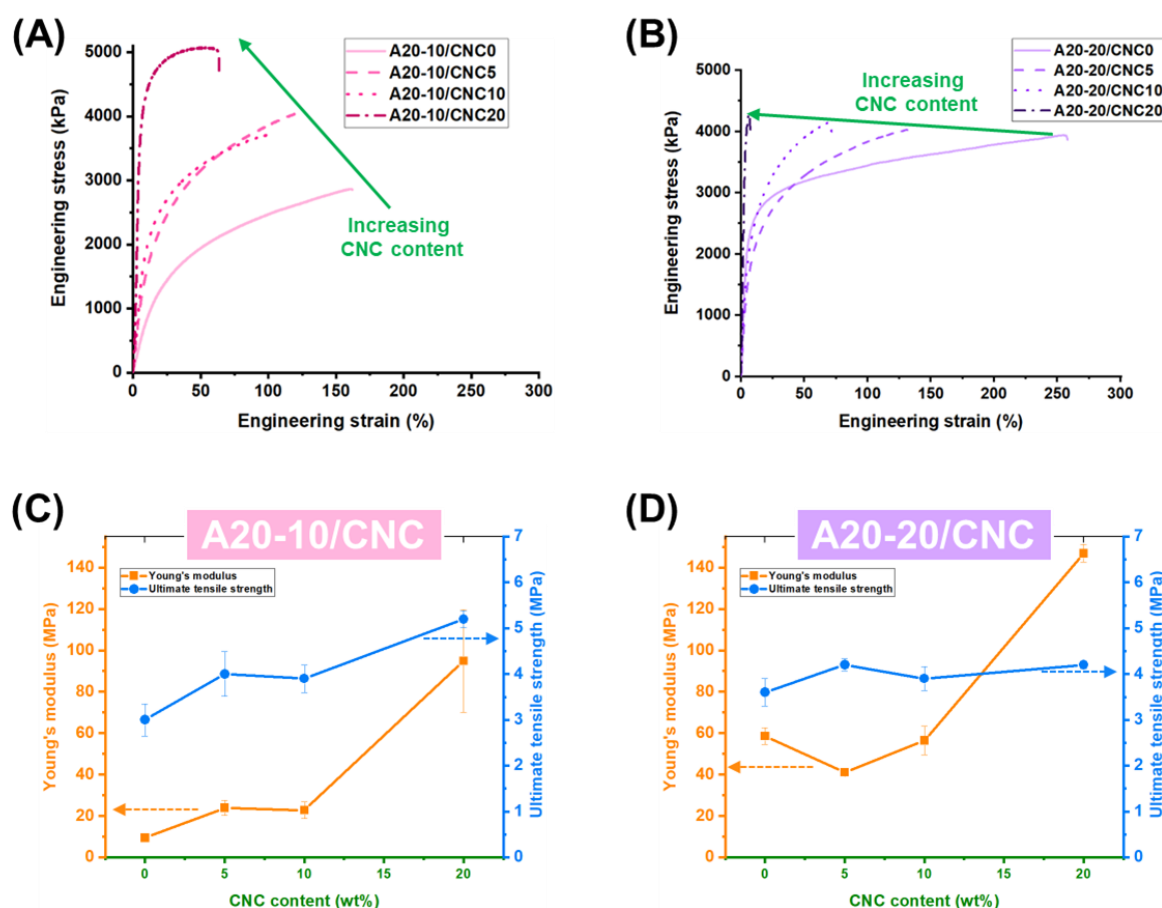 (A)
A20-10/CNC0
A20-10/CNC5
A20-10/CNC10
A20-10/CNC20
Increasing
CNC content
Engineering stress (kPa)
5000
4000
3000
2000
1000
0
0 50 100 150 200 250 300
Engineering strain (%)
(B)
A20-20/CNC0
A20-20/CNC5
A20-20/CNC10
A20-20/CNC20
Increasing
CNC content
Engineering stress (kPa)
5000
4000
3000
2000
1000
0
0 50 100 150 200 250 300
Engineering strain (%)
(C)
A20-10/CNC
Young's modulus
Ultimate tensile strength
Young's modulus (MPa)
140
120
100
80
60
40
20
0
Ultimate tensile strength (MPa)
7
6
5
4
3
2
1
0
0 5 10 15 20
CNC content (wt%)
(D)
A20-20/CNC
Young's modulus
Ultimate tensile strength
Young's modulus (MPa)
140
120
100
80
60
40
20
0
Ultimate tensile strength (MPa)
7
6
5
4
3
2
1
0
0 5 10 15 20
CNC content (wt%)